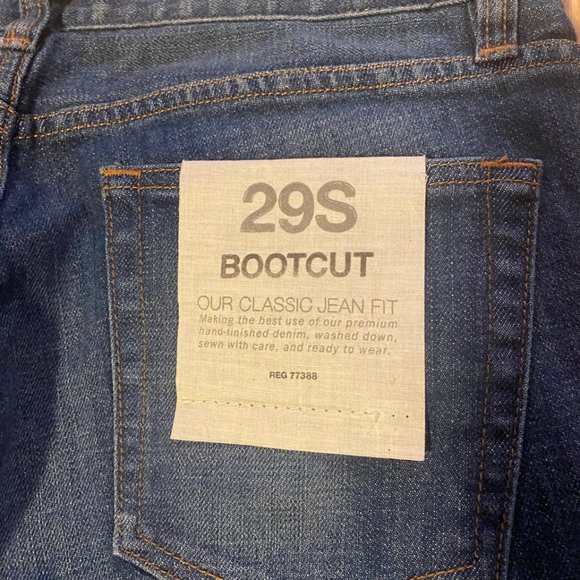 29S
BOOTCUT
OUR CLASSIC JEAN FIT
Making the best use of our premium
hand-finished denim, washed down,
sewn with care, and ready to wear.
REG 77388